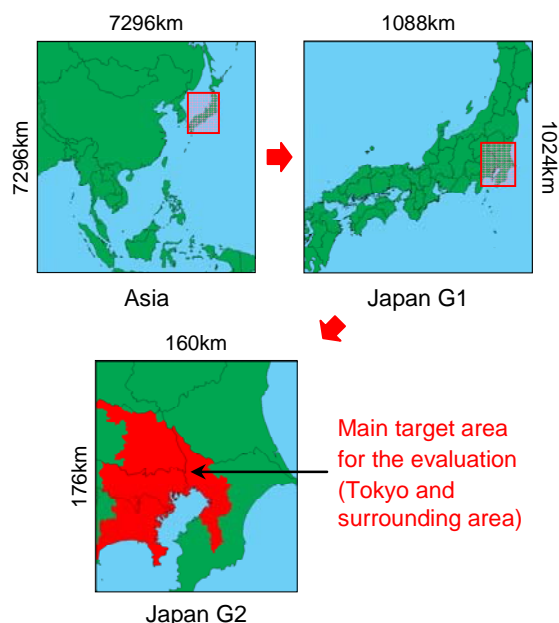 7296km
1088km
7296km
1024km
Asia
Japan G1
160km
176km
Main target area
for the evaluation
(Tokyo and
surrounding area)
Japan G2